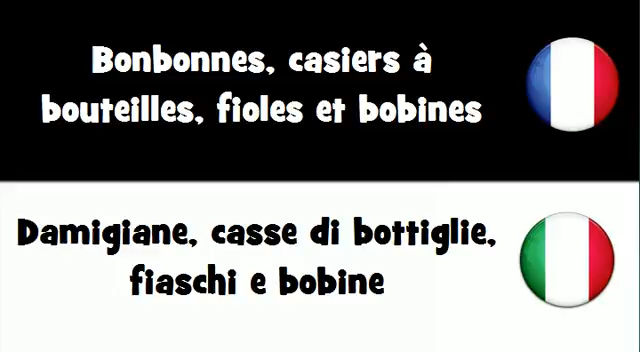 Bonbonnes, casiers à
bouteilles, fioles et bobines
Damigiane, casse di bottiglie,
fiaschi e bobine